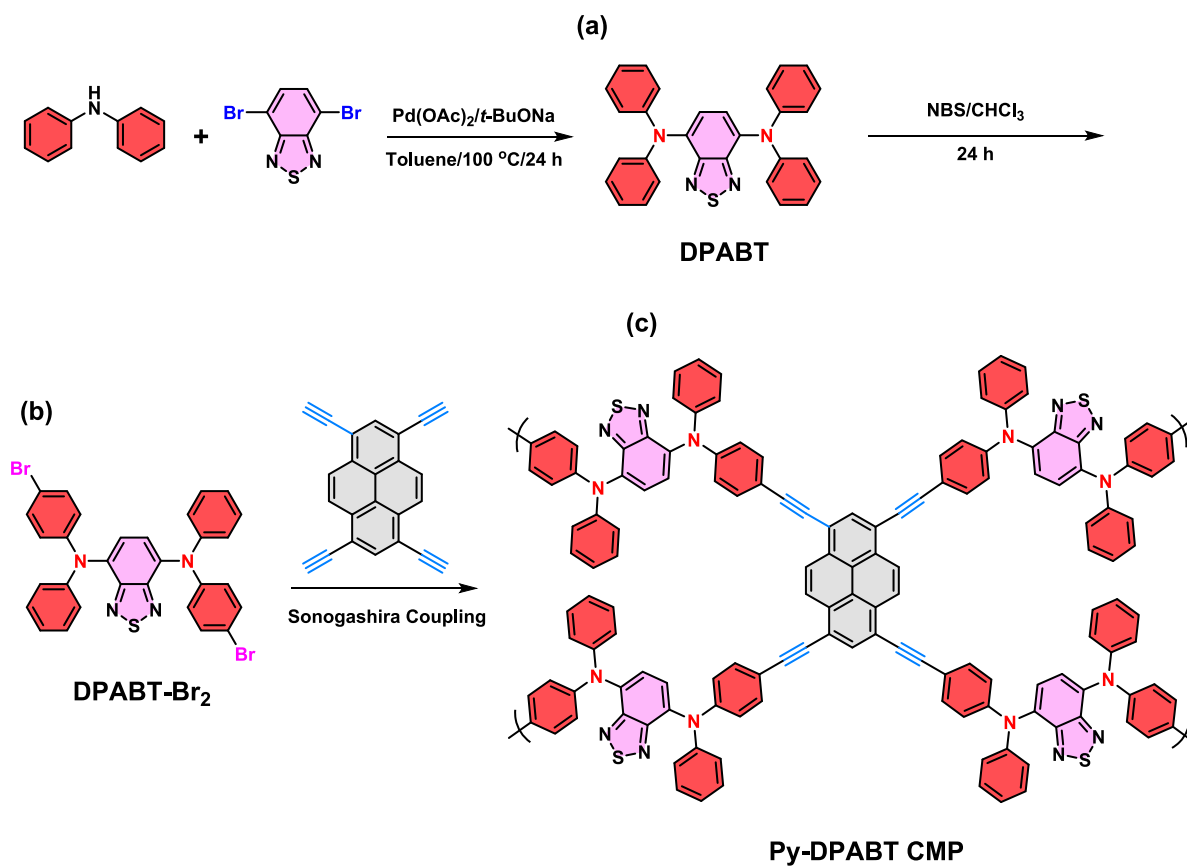 (a)
H
N
+
Br
Br
N
N
S
Pd(OAc)2/t-BuONa
Toluene/100 °C/24 h
N
N
N
N
S
DPABT
NBS/CHCl3
24 h
(b)
Br
N
N
N
N
S
Br
DPABT-Br2
Sonogashira Coupling
(c)
S
N
N
N
N
N
S
N
N
N
N
N
N
N
S
N
N
N
N
S
Py-DPABT CMP